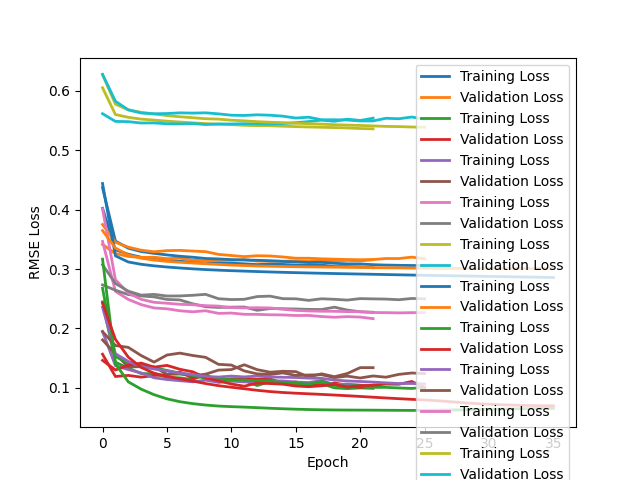 0.6
0.5
0.4
0.3
0.2
0.1
RMSE Loss
0
5
10
15
20
25
30
35
Epoch
Training Loss
Validation Loss
Training Loss
Validation Loss
Training Loss
Validation Loss
Training Loss
Validation Loss
Training Loss
Validation Loss
Training Loss
Validation Loss
Training Loss
Validation Loss
Training Loss
Validation Loss
Training Loss
Validation Loss
Training Loss
Validation Loss